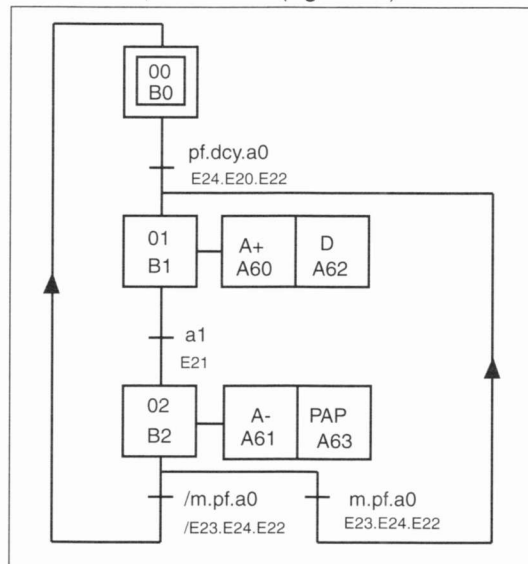 00
B0
pf.dcy.a0
E24.E20.E22
01
B1
A+
A60
D
A62
a1
E21
02
B2
A-
A61
PAP
A63
/m.pf.a0
/E23.E24.E22
m.pf.a0
E23.E24.E22